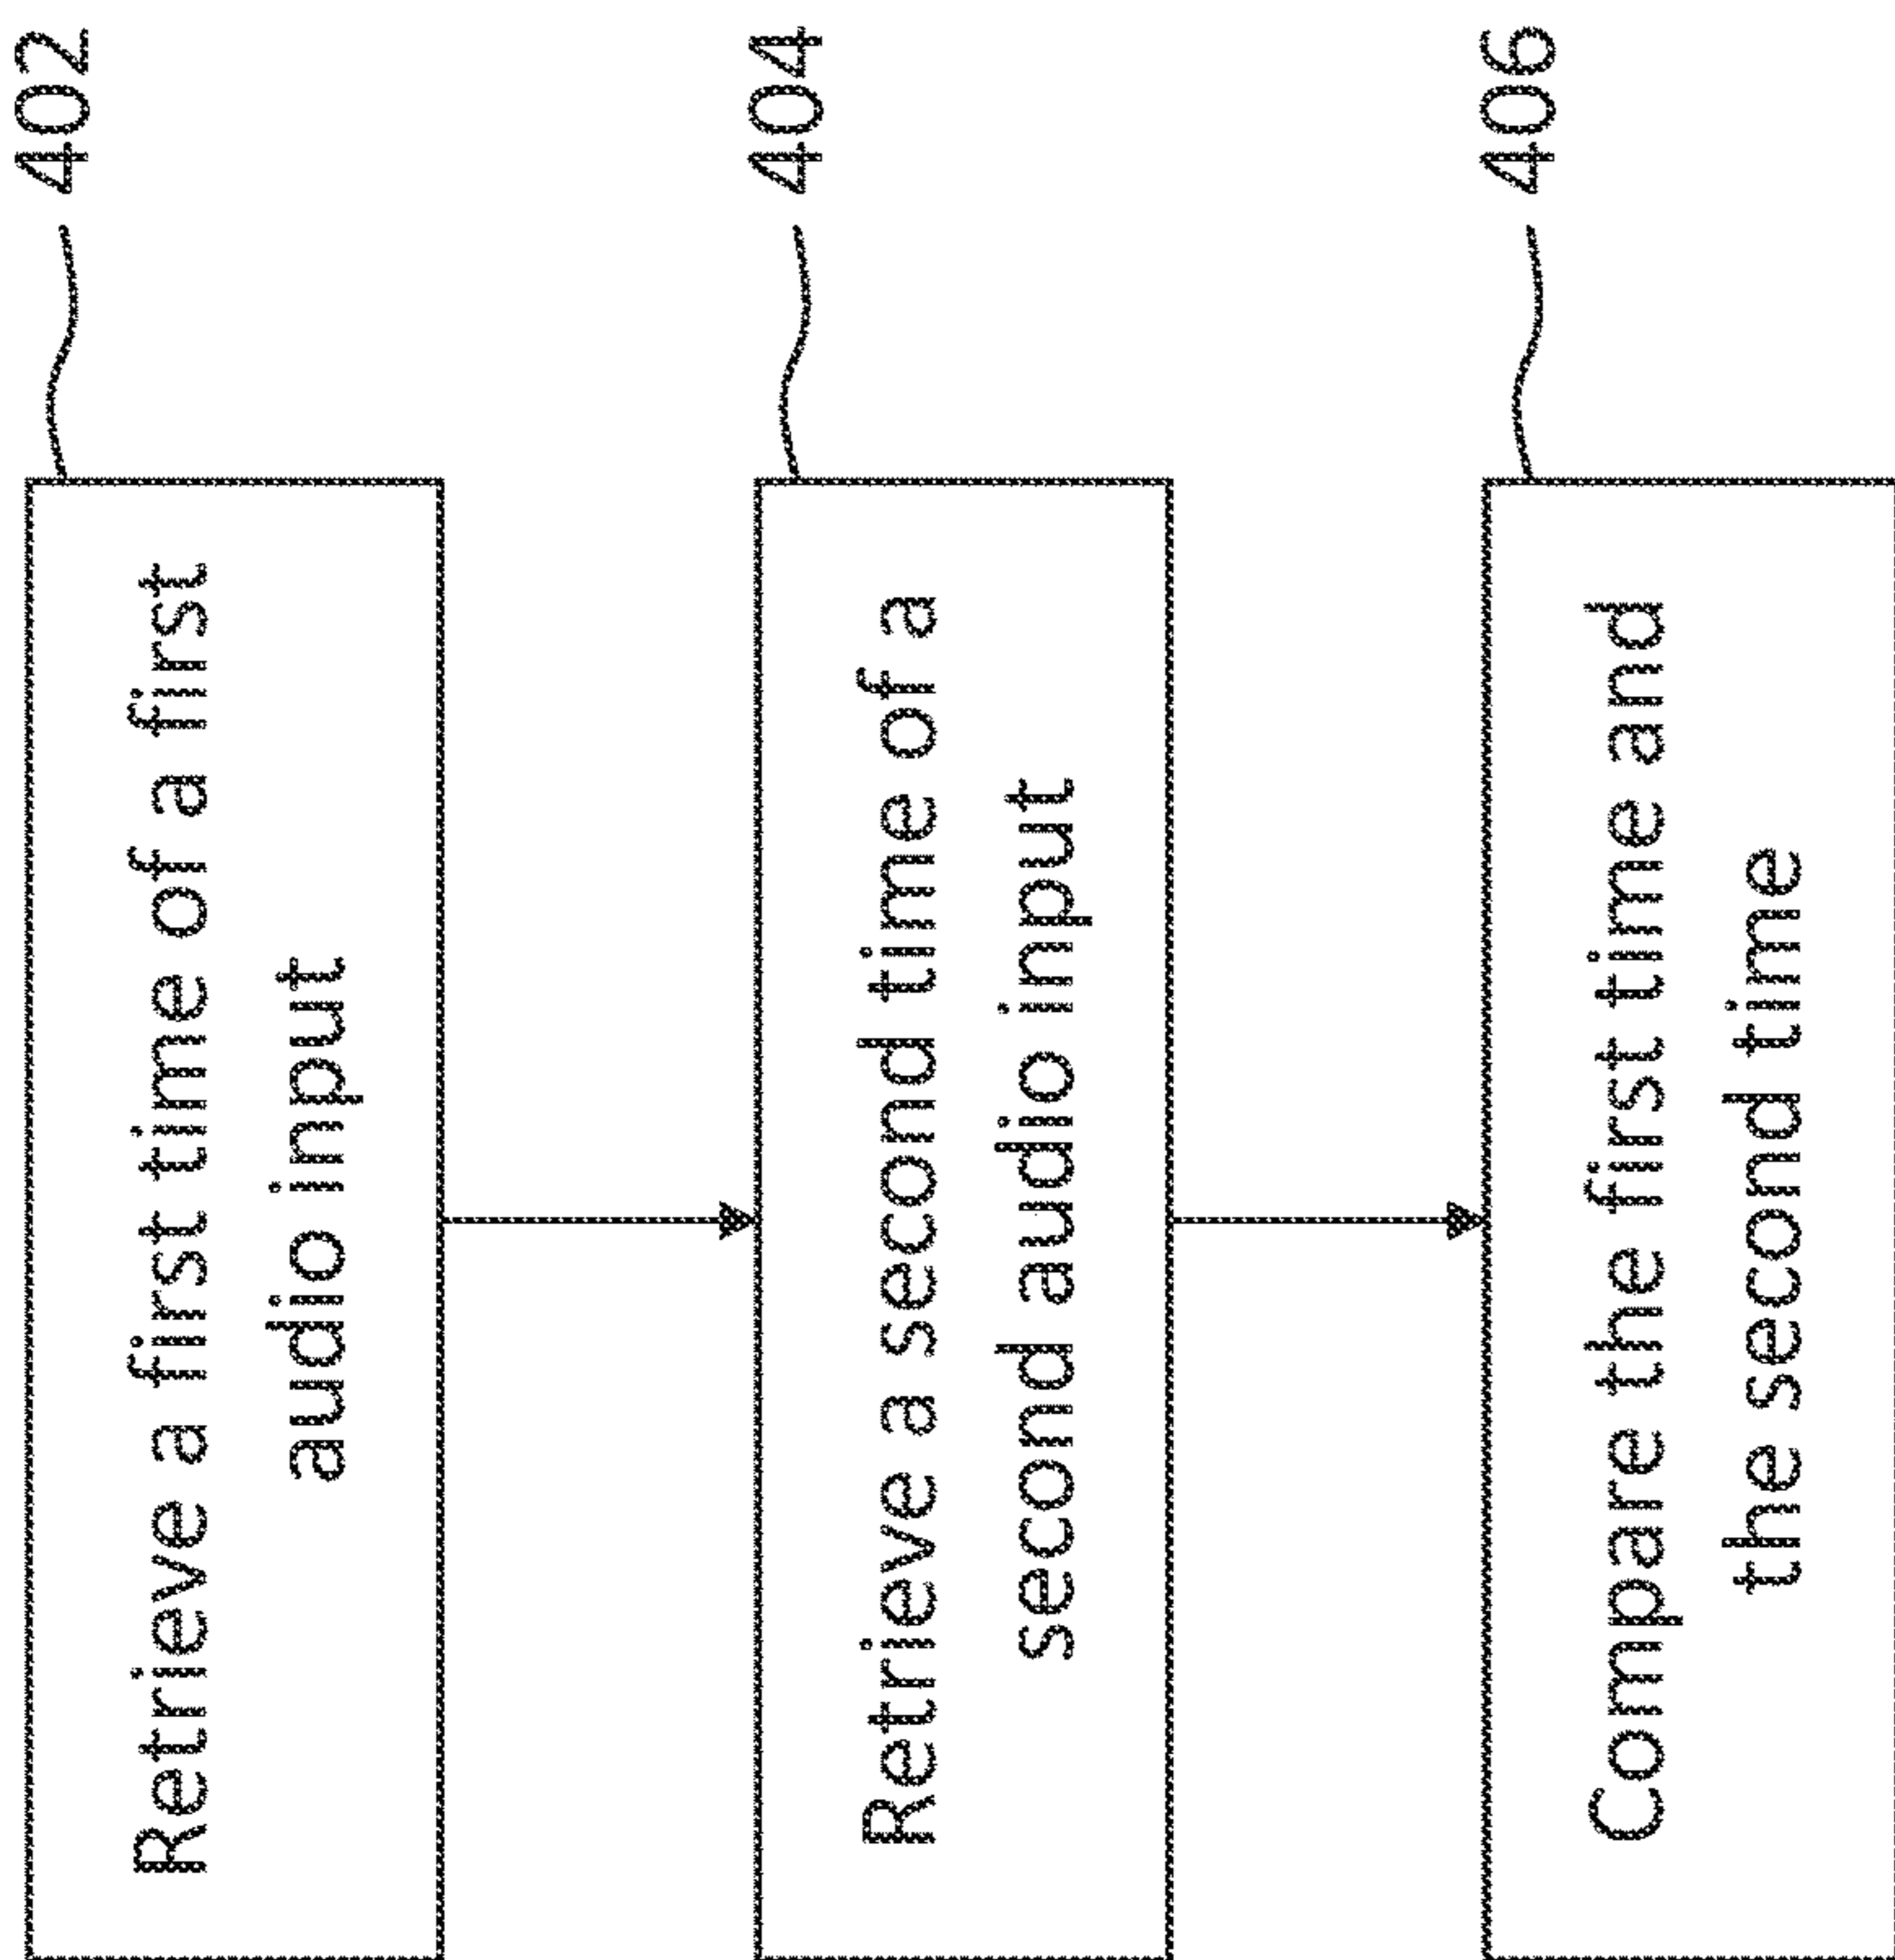 Retrieve a first time of a first
audio input
402
Retrieve a second time of a
second audio input
404
Compare the first time and
the second time
406